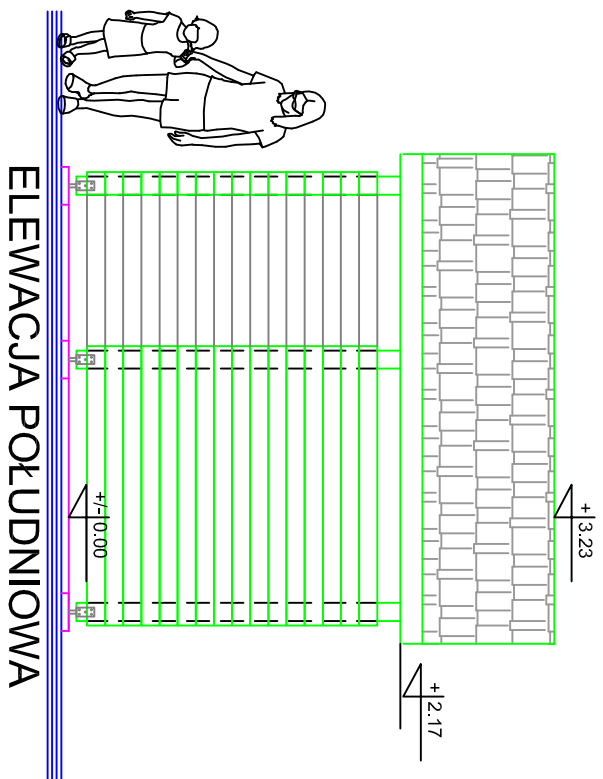 + 3.23
+ 2.17
+/- 0.00
ELEWACJA POŁUDNIOWA